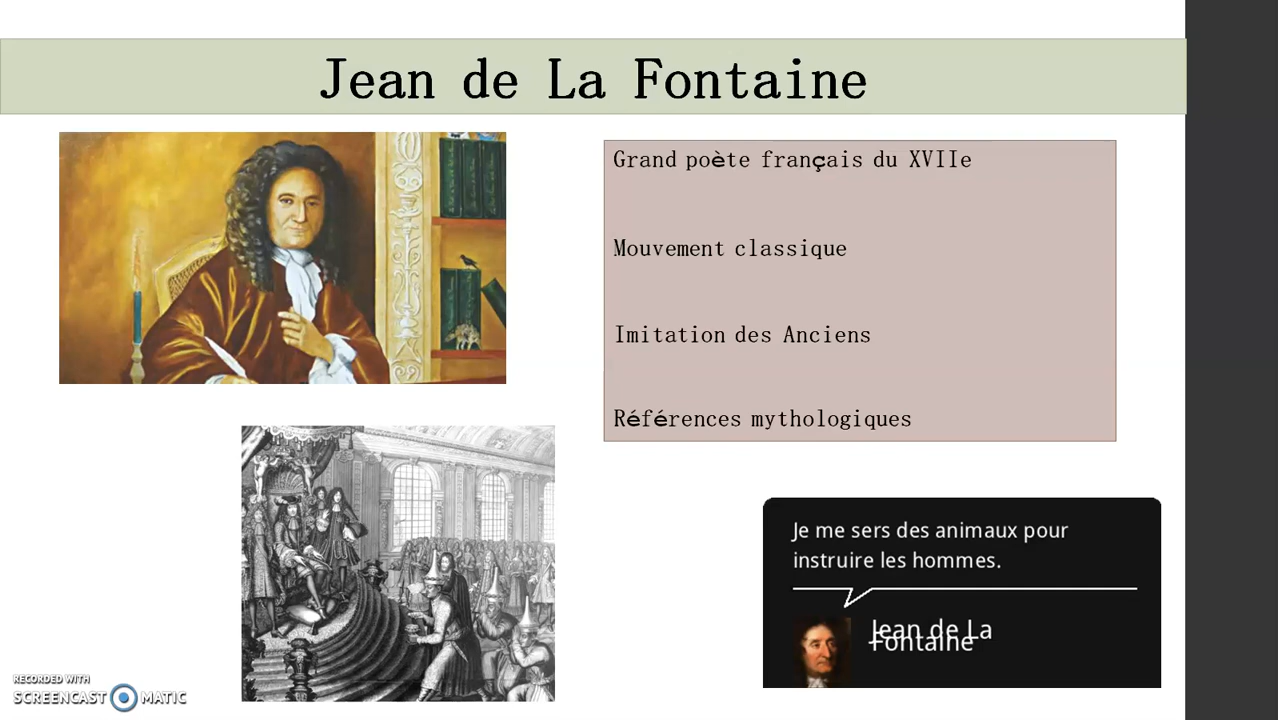 Jean de La Fontaine
Grand poète français du XVIIe
Mouvement classique
Imitation des Anciens
Références mythologiques
Je me sers des animaux pour
instruire les hommes.
Jean de La
Fontaine
RECORDED WITH
SCREENCAST MATIC